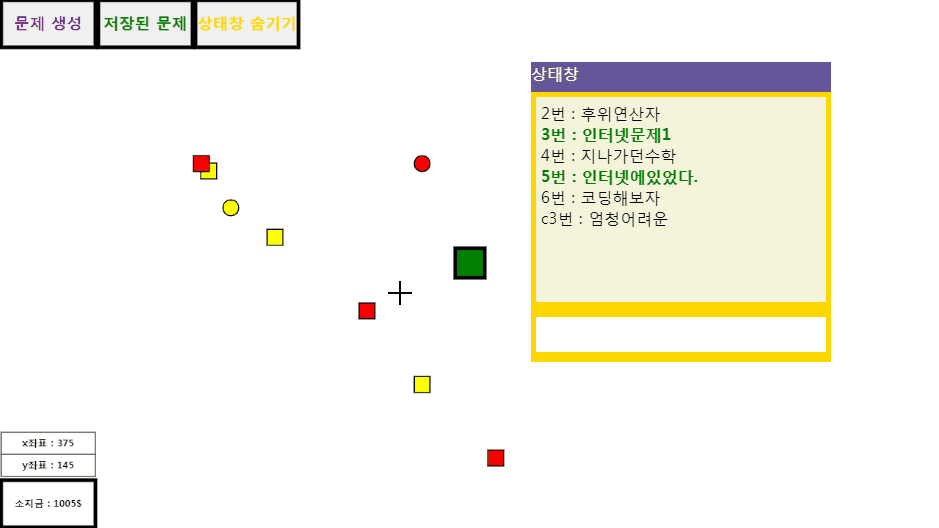 문제 생성
저장된 문제
상태창 숨기기
상태창
2번 : 후위연산자
3번 : 인터넷문제1
4번 : 지나가던수학
5번 : 인터넷에있었다.
6번 : 코딩해보자
c3번 : 엄청어려운
x좌표 : 375
y좌표 : 145
소지금 : 1005$